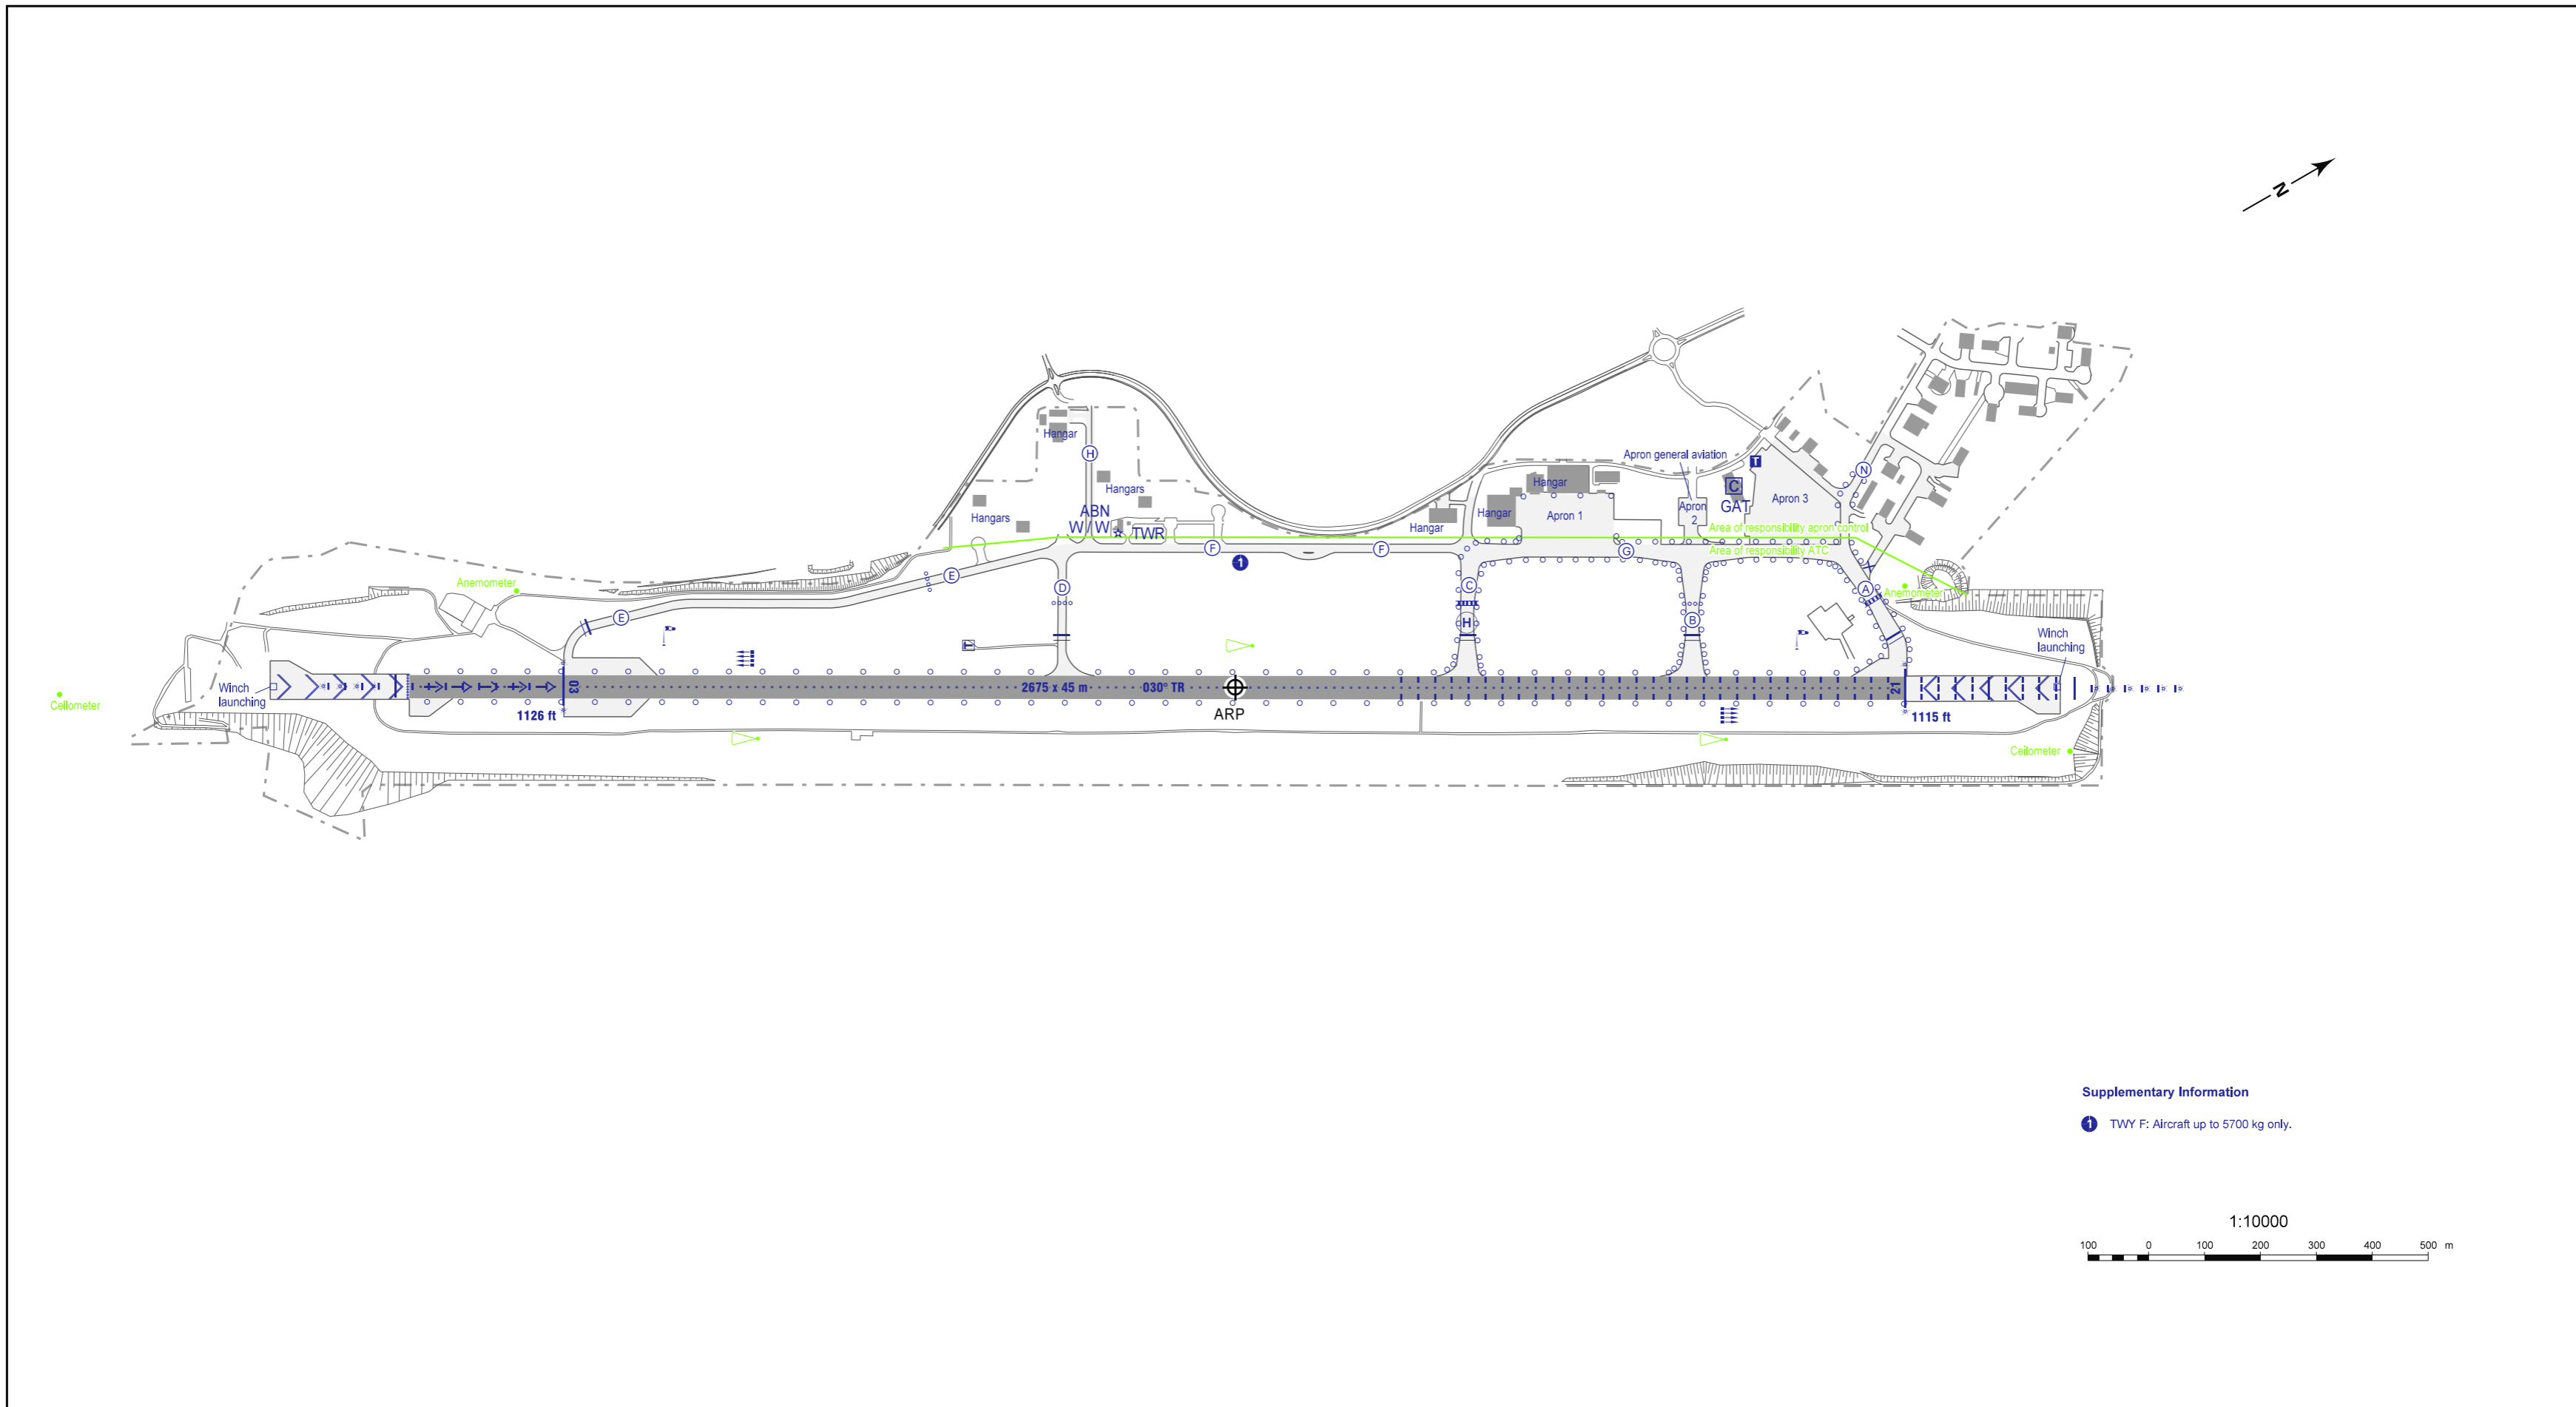 N
Hangar
H
Apron general aviation
T
N
Hangars
Hangar
C
Apron 3
Hangars
ABN
W / W
TWR
Hangar
Hangar
Apron 1
Apron
2
GAT
Area of responsibility apron control
F
F
G
Area of responsibility ATC
1
Anemometer
E
D
C
A
Anemometer
E
H
B
Winch
launching
T
Winch
launching
Ceilometer
03
2675 x 45 m
030° TR
21
1126 ft
ARP
1115 ft
Ceilometer
Supplementary Information
1 TWY F: Aircraft up to 5700 kg only.
1:10000
100 0 100 200 300 400 500 m